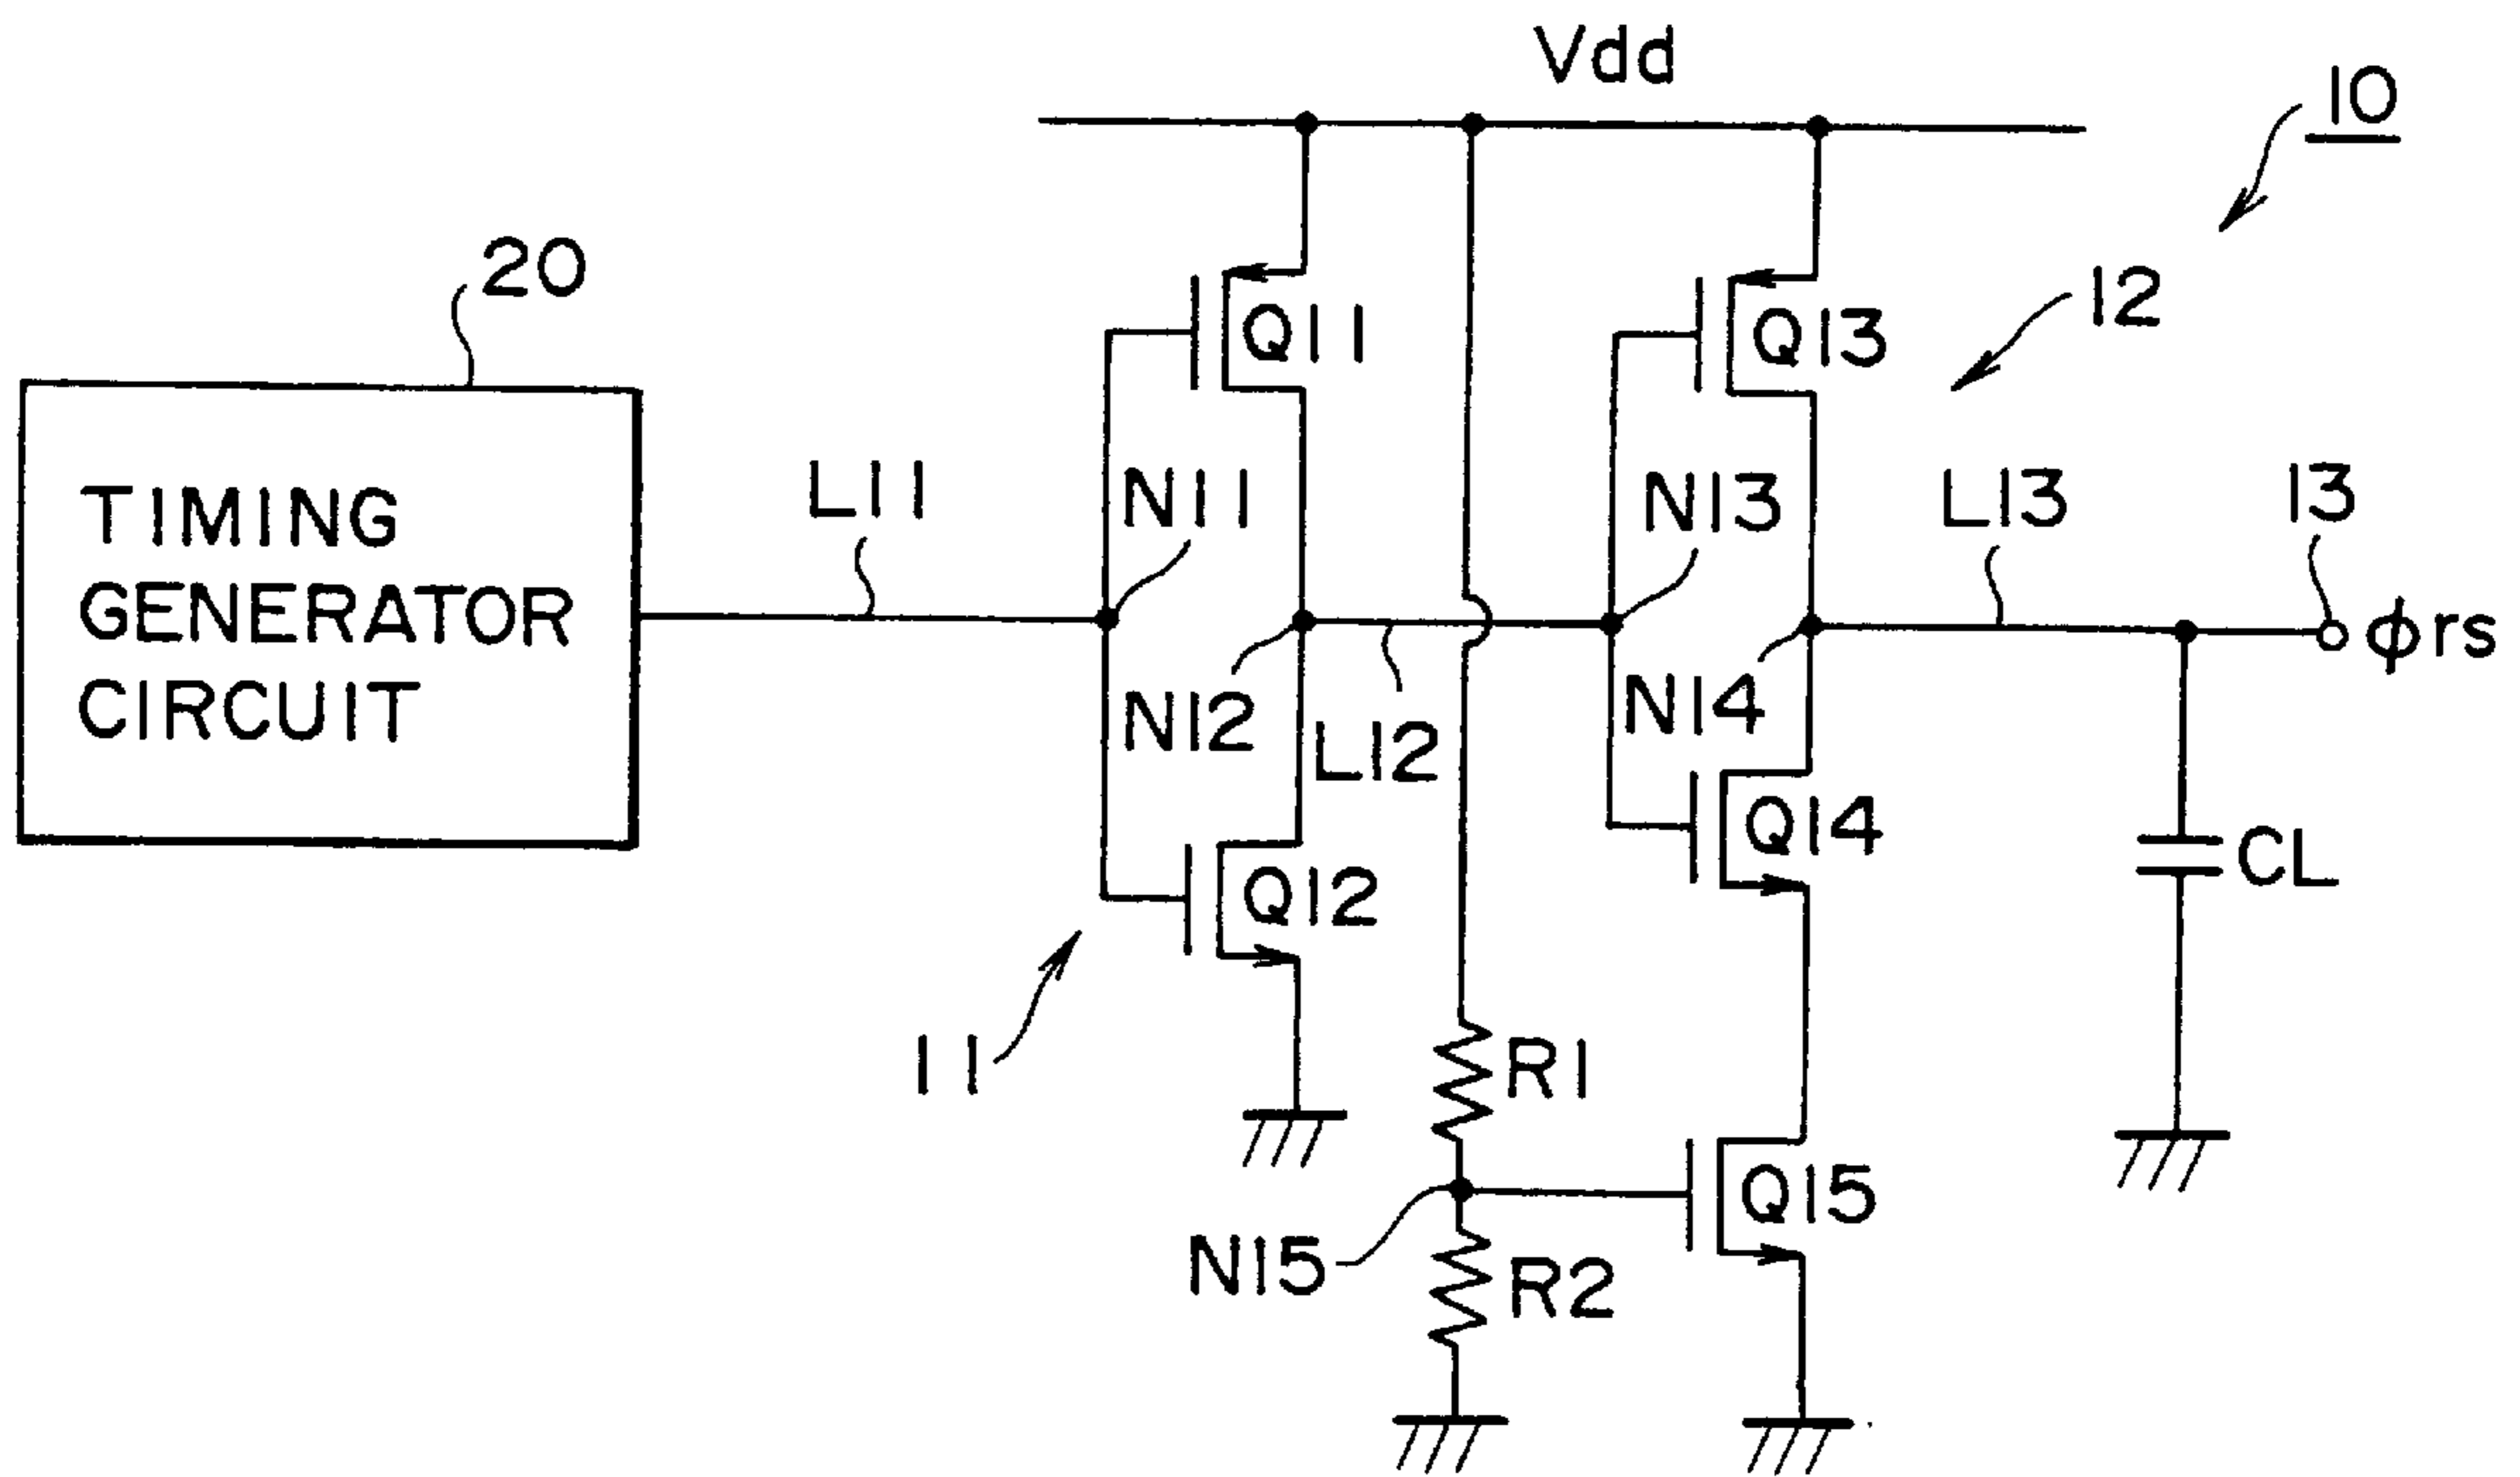 Vdd
10
20
12
Q11
Q13
L11
N11
N13
L13
13
TIMING
GENERATOR
CIRCUIT
ϕrs
N12
L12
N14
Q14
CL
Q12
11
R1
Q15
N15
R2